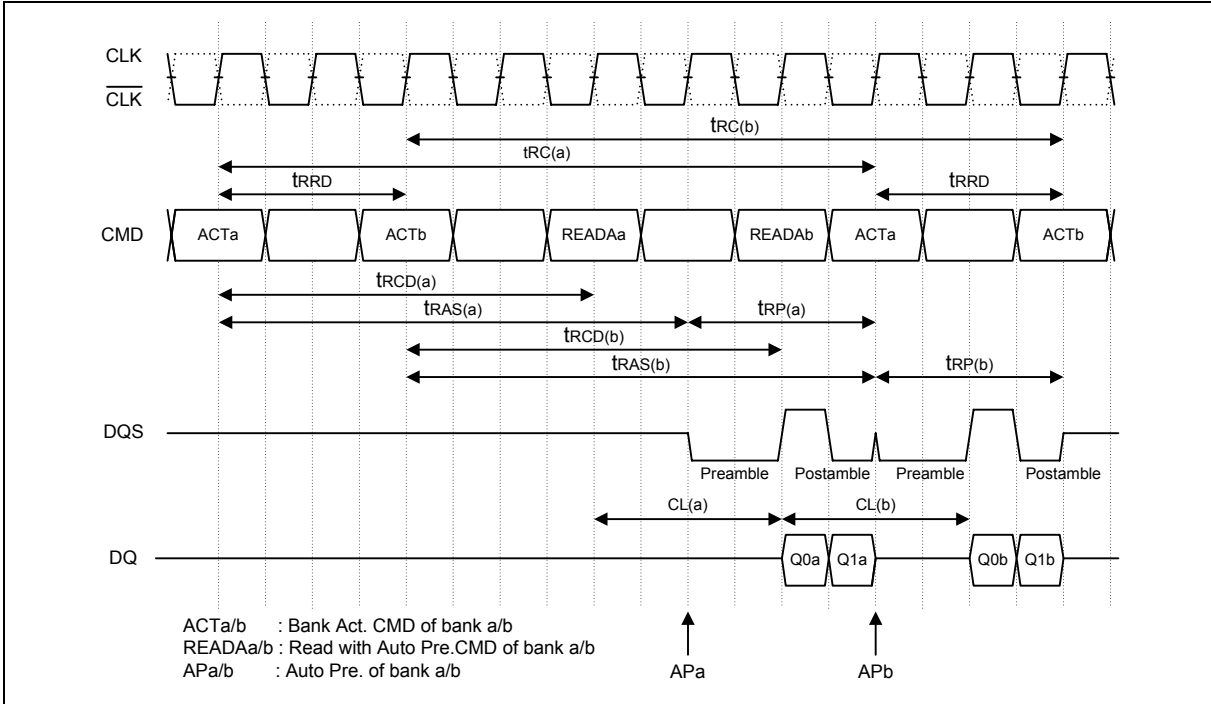 CLK
CLK
tRC(b)
tRC(a)
tRRD
tRRD
CMD
ACTa
ACTb
READAa
READAb
ACTa
ACTb
tRCD(a)
tRAS(a)
tRP(a)
tRCD(b)
tRAS(b)
tRP(b)
DQS
Preamble
Postamble
Preamble
Postamble
CL(a)
CL(b)
DQ
Q0a
Q1a
Q0b
Q1b
ACTa/b : Bank Act. CMD of bank a/b
READAa/b : Read with Auto Pre.CMD of bank a/b
APa/b : Auto Pre. of bank a/b
APa
APb